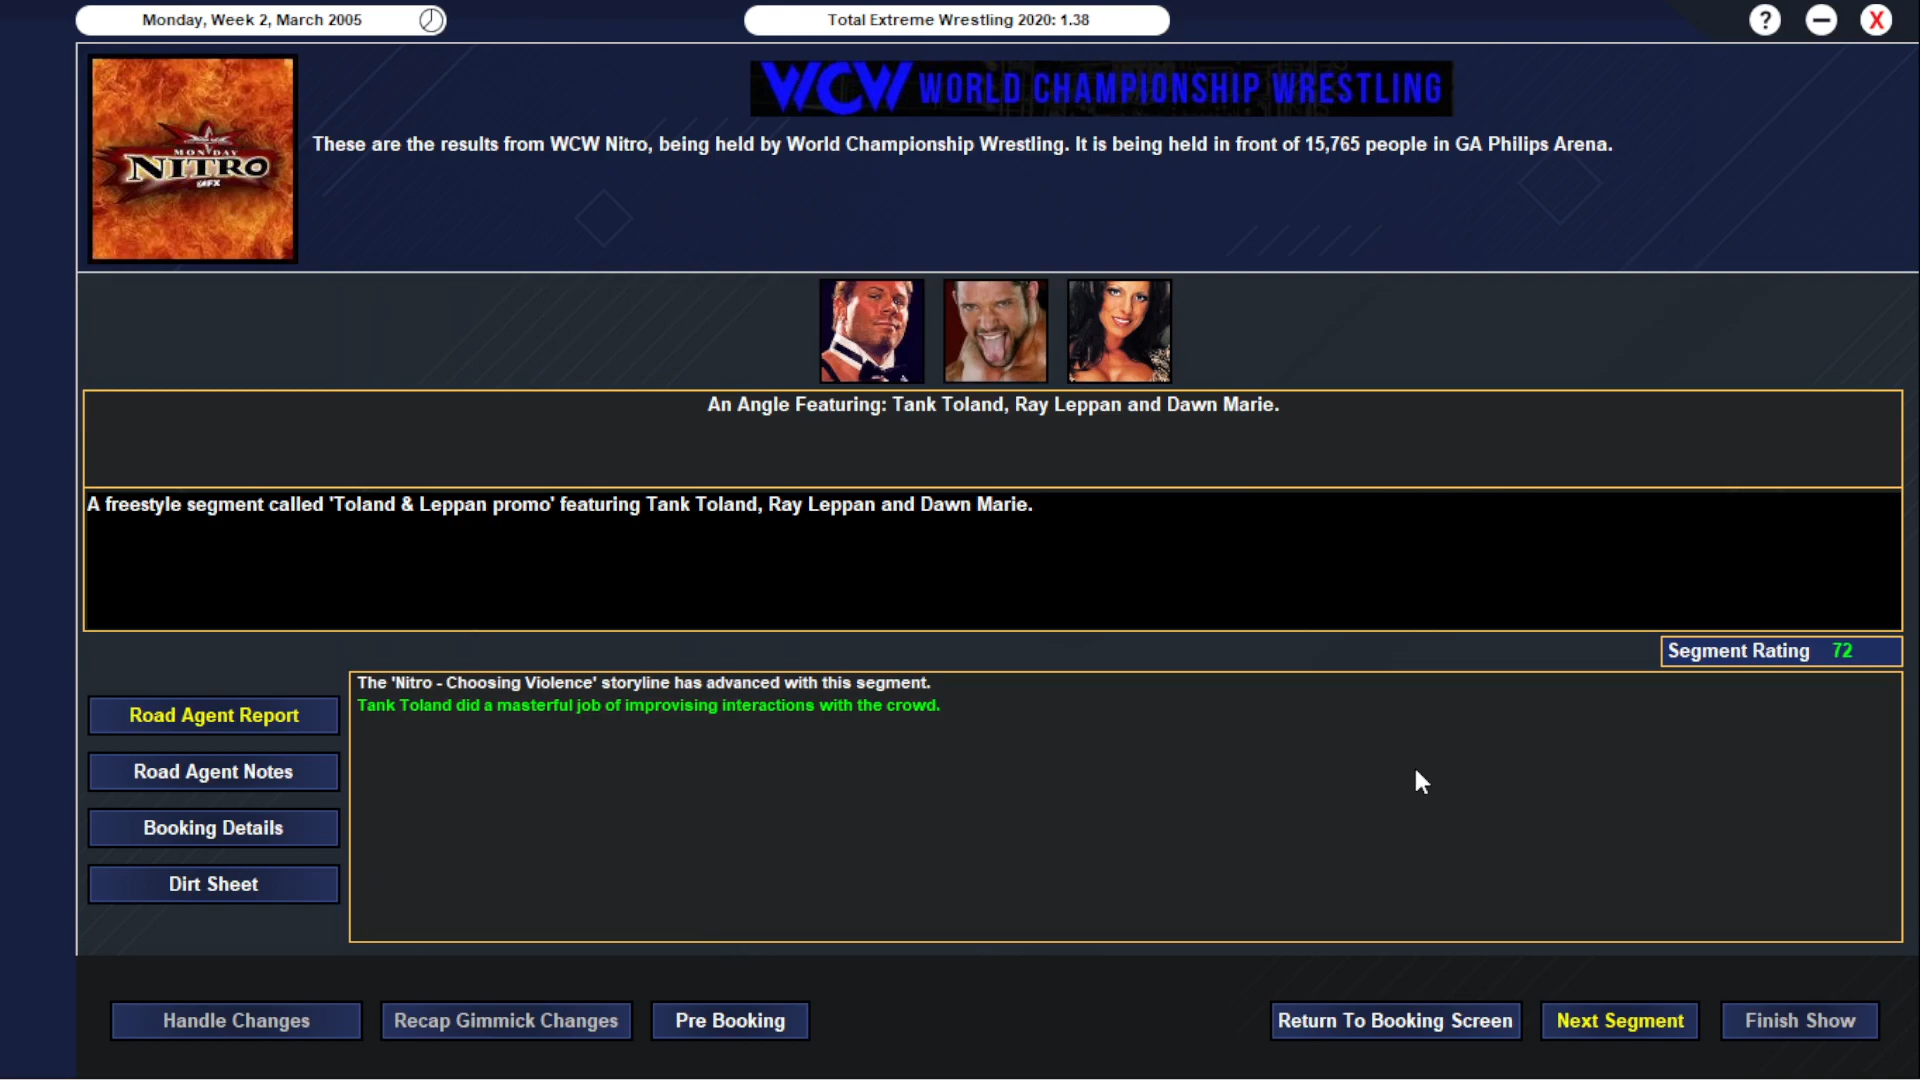 Monday, Week 2, March 2005
Total Extreme Wrestling 2020: 1.38
?
X
WCW WORLD CHAMPIONSHIP WRESTLING
MONDAY
NITRO
These are the results from WCW Nitro, being held by World Championship Wrestling. It is being held in front of 15,765 people in GA Philips Arena.
An Angle Featuring: Tank Toland, Ray Leppan and Dawn Marie.
A freestyle segment called 'Toland & Leppan promo' featuring Tank Toland, Ray Leppan and Dawn Marie.
Segment Rating 72
The 'Nitro - Choosing Violence' storyline has advanced with this segment.
Tank Toland did a masterful job of improvising interactions with the crowd.
Road Agent Report
Road Agent Notes
Booking Details
Dirt Sheet
Handle Changes
Recap Gimmick Changes
Pre Booking
Return To Booking Screen
Next Segment
Finish Show